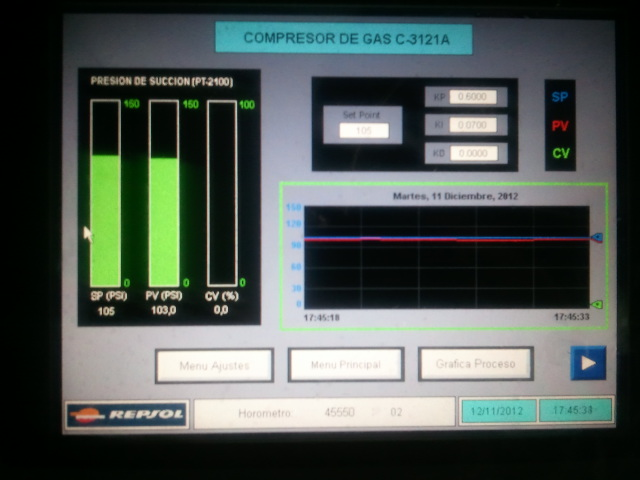 COMPRESOR DE GAS C-3121A
PRESION DE SUCCION (PT-2100)
150 150 100
0 0 0
SP (PSI) PV (PSI) CV (%)
105 103,0 0,0
Set Point
105
KP 0.6000
KI 0.0700
KD 0.0000
SP
PV
CV
Martes, 11 Diciembre, 2012
150
120
90
60
30
0
17:45:18 17:45:33
Menu Ajustes Menu Principal Grafica Proceso
REPSOL Horometro 45550 02 12/11/2012 17:45:33